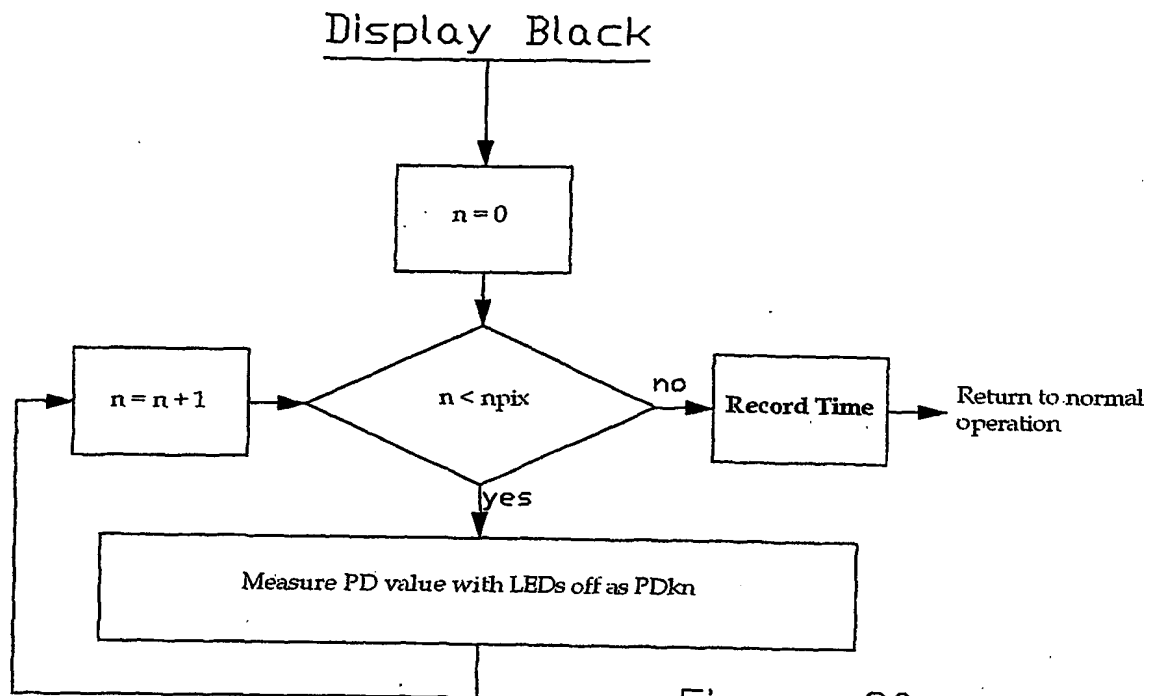 Display Black
n = 0
n = n + 1
n < npix
no
Record Time
Return to normal
operation
yes
Measure PD value with LEDs off as PDkn